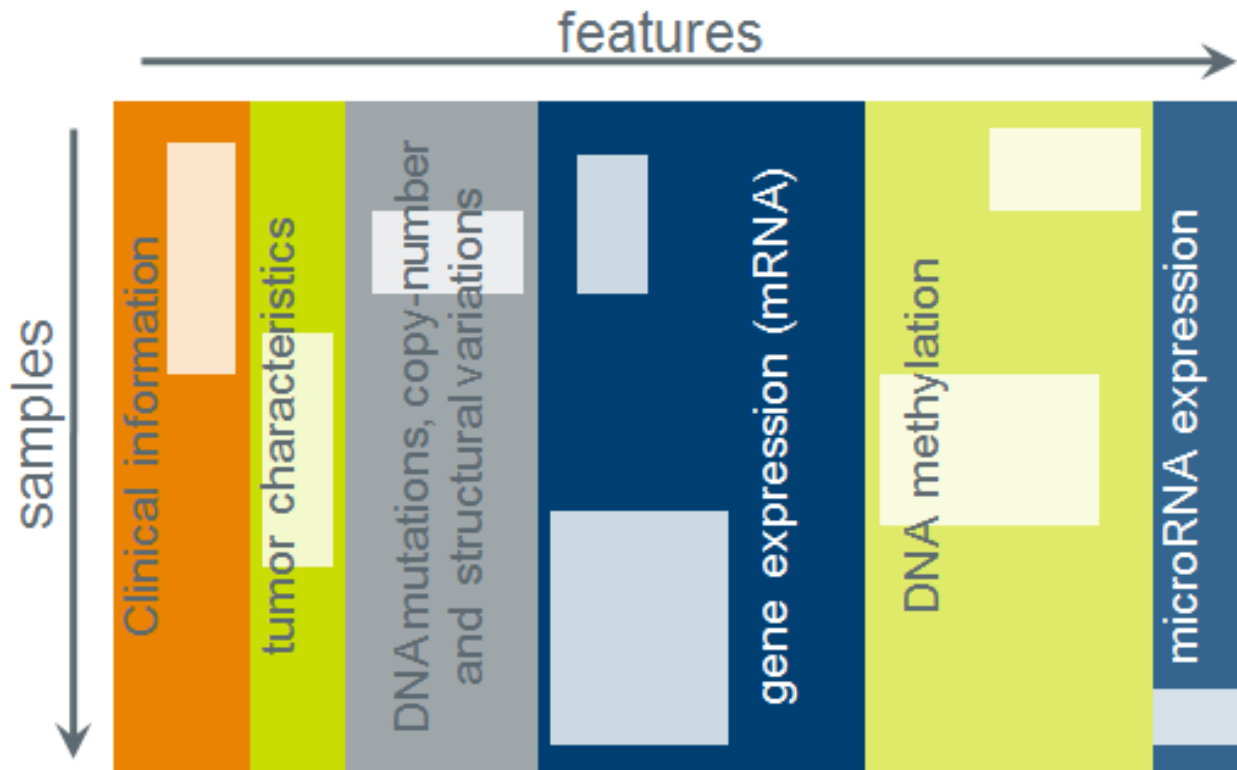 features
samples
Clinical information
tumor characteristics
DNA mutations, copy-number
and structural variations
gene expression (mRNA)
DNA methylation
microRNA expression